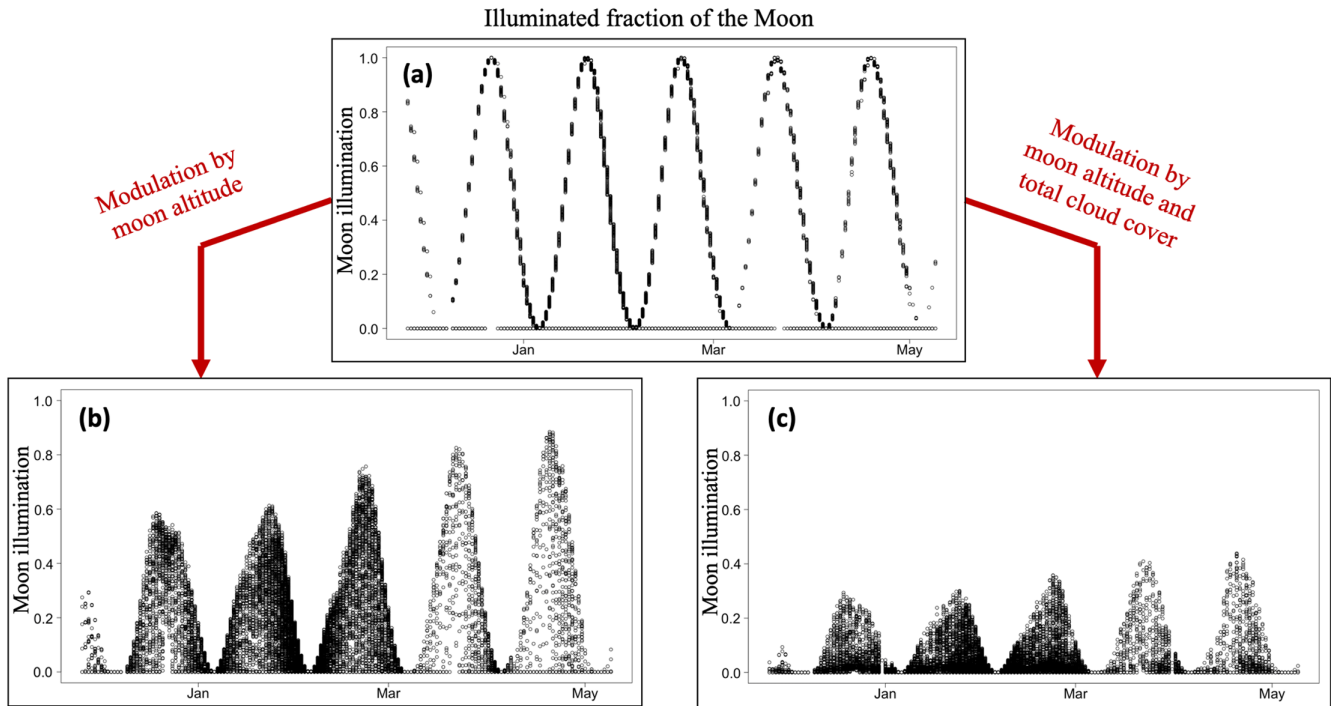 Illuminated fraction of the Moon
(a)
Moon illumination
1.0
0.8
0.6
0.4
0.2
0.0
Jan
Mar
May
Modulation by
moon altitude
Modulation by
moon altitude and
total cloud cover
(b)
Moon illumination
1.0
0.8
0.6
0.4
0.2
0.0
Jan
Mar
May
(c)
Moon illumination
1.0
0.8
0.6
0.4
0.2
0.0
Jan
Mar
May